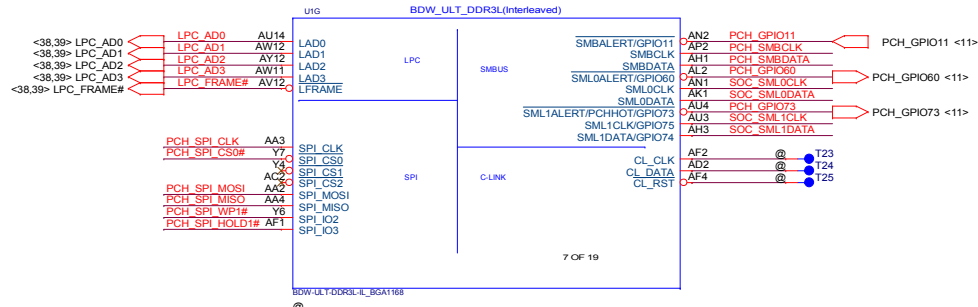 U1G
BDW_ULT_DDR3L(Interleaved)
<38,39> LPC_AD0 LPC_AD0 AU14 LAD0
<38,39> LPC_AD1 LPC_AD1 AW12 LAD1
<38,39> LPC_AD2 LPC_AD2 AY12 LAD2
<38,39> LPC_AD3 LPC_AD3 AW11 LAD3
<38,39> LPC_FRAME# LPC_FRAME# AV12 LFRAME
LPC
SMBUS
SMBALERT/GPIO11 AN2 PCH_GPIO11 PCH_GPIO11 <11>
SMBCLK AP2 PCH_SMBCLK
SMBDATA AH1 PCH_SMBDATA
SML0ALERT/GPIO60 AL2 PCH_GPIO60 PCH_GPIO60 <11>
SML0CLK AN1 SOC_SML0CLK
SML0DATA AK1 SOC_SML0DATA
SML1ALERT/PCHHOT/GPIO73 AU4 PCH_GPIO73 PCH_GPIO73 <11>
SML1CLK/GPIO75 AU3 SOC_SML1CLK
SML1DATA/GPIO74 AH3 SOC_SML1DATA
PCH_SPI_CLK AA3 SPI_CLK
PCH_SPI_CS0# Y7 SPI_CS0
Y4 SPI_CS1
AC2 SPI_CS2
PCH_SPI_MOSI AA2 SPI_MOSI
PCH_SPI_MISO AA4 SPI_MISO
PCH_SPI_WP1# Y6 SPI_IO2
PCH_SPI_HOLD1# AF1 SPI_IO3
SPI
C-LINK
CL_CLK AF2 @ T23
CL_DATA AD2 @ T24
CL_RST AF4 @ T25
7 OF 19
BDW-ULT-DDR3L-IL_BGA1168
@